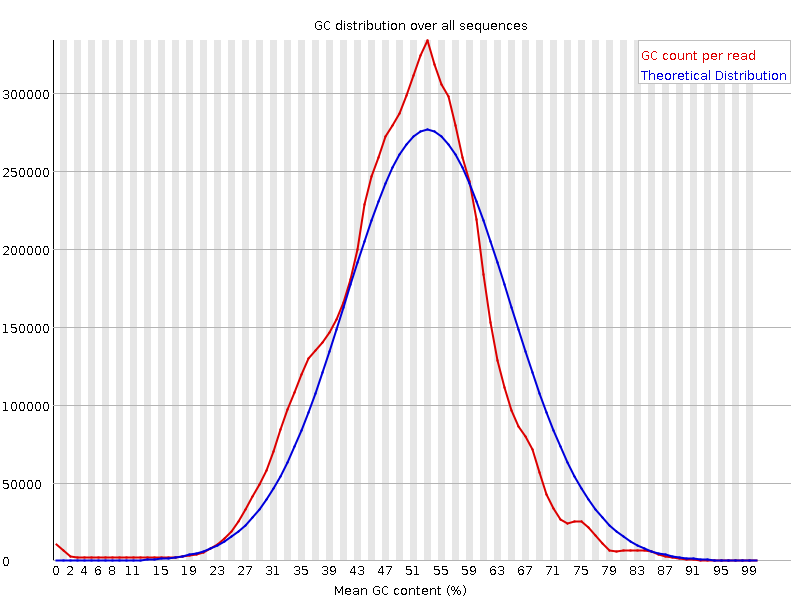 GC distribution over all sequences
GC count per read
Theoretical Distribution
300000
250000
200000
150000
100000
50000
0
0 2 4 6 8 11 15 19 23 27 31 35 39 43 47 51 55 59 63 67 71 75 79 83 87 91 95 99
Mean GC content (%)